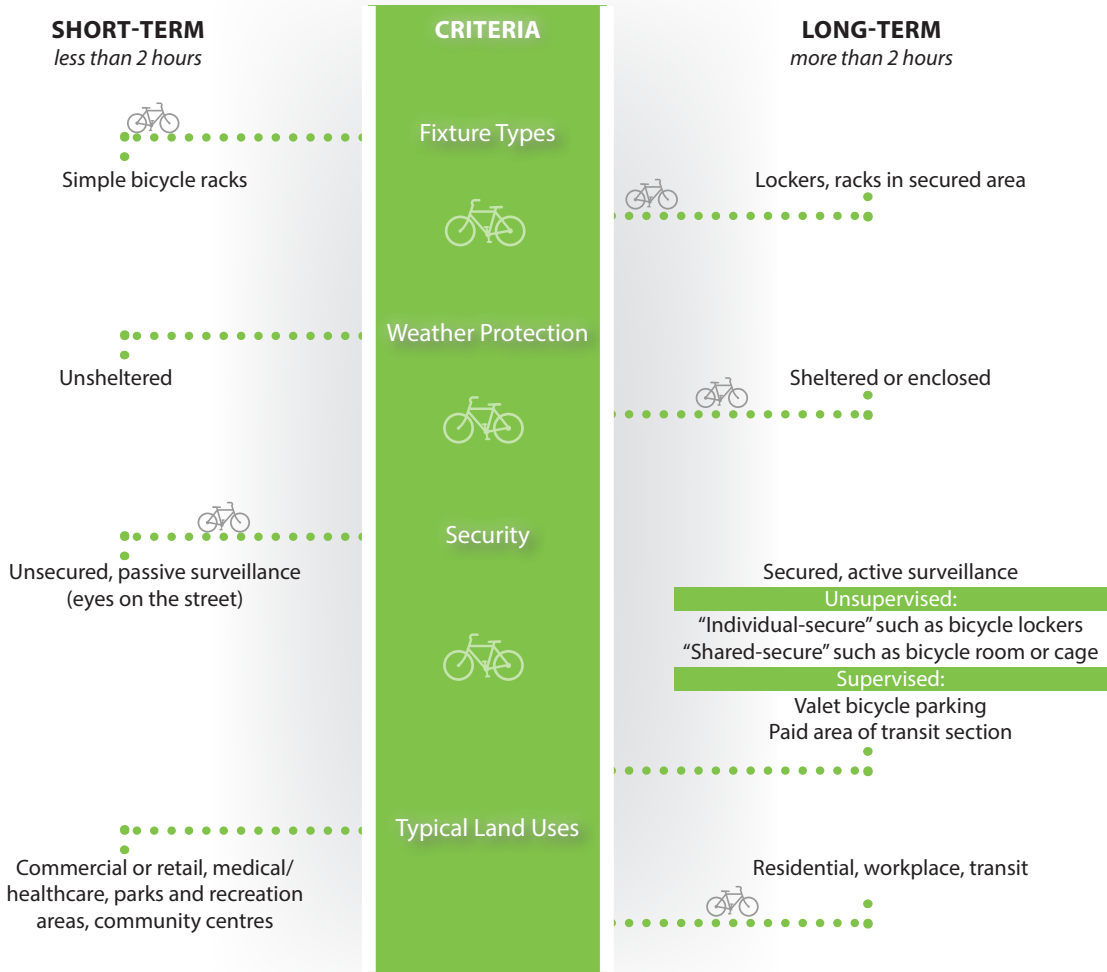 SHORT-TERM
less than 2 hours
CRITERIA
LONG-TERM
more than 2 hours
Fixture Types
Simple bicycle racks
Lockers, racks in secured area
Weather Protection
Unsheltered
Sheltered or enclosed
Security
Unsecured, passive surveillance
(eyes on the street)
Secured, active surveillance
Unsupervised:
“Individual-secure” such as bicycle lockers
“Shared-secure” such as bicycle room or cage
Supervised:
Valet bicycle parking
Paid area of transit section
Typical Land Uses
Commercial or retail, medical/
healthcare, parks and recreation
areas, community centres
Residential, workplace, transit